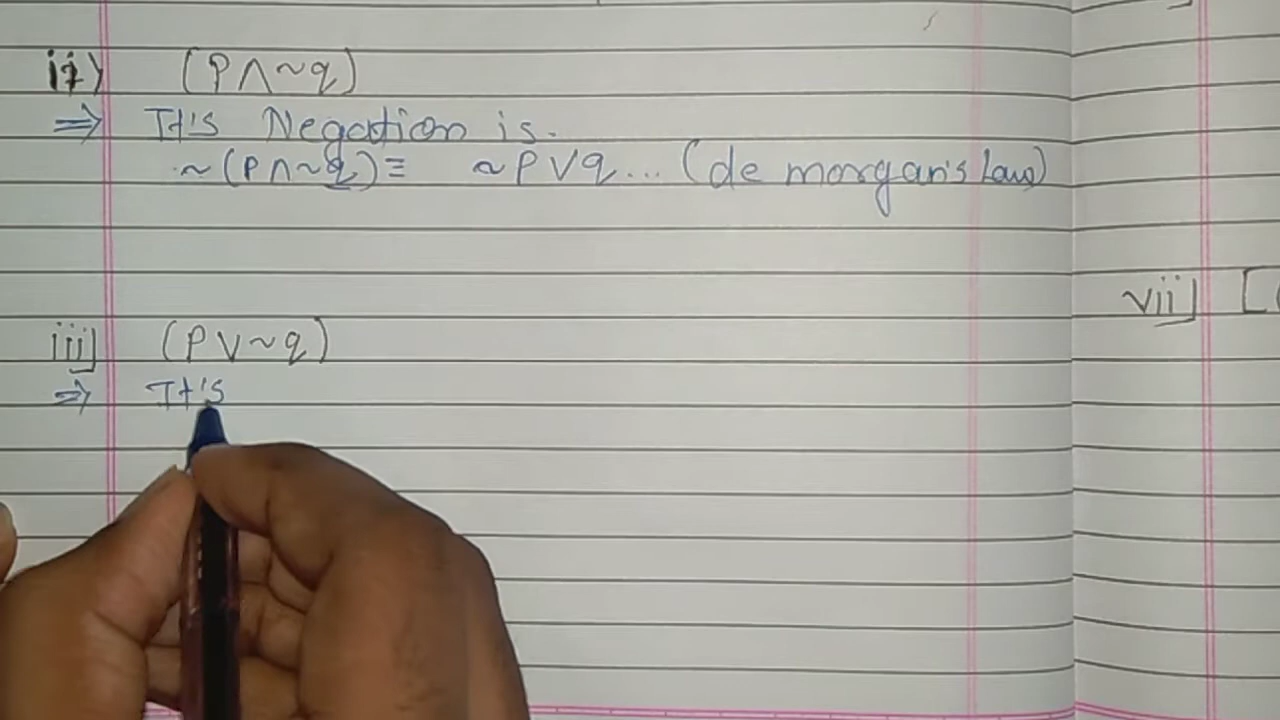 ii) (P∧~q)
⇒ It's Negation is.
~(P∧~q)≡ ~P∨q... (de morgan's Law)
iii] (P∨~q)
⇒ It's
vii] [(